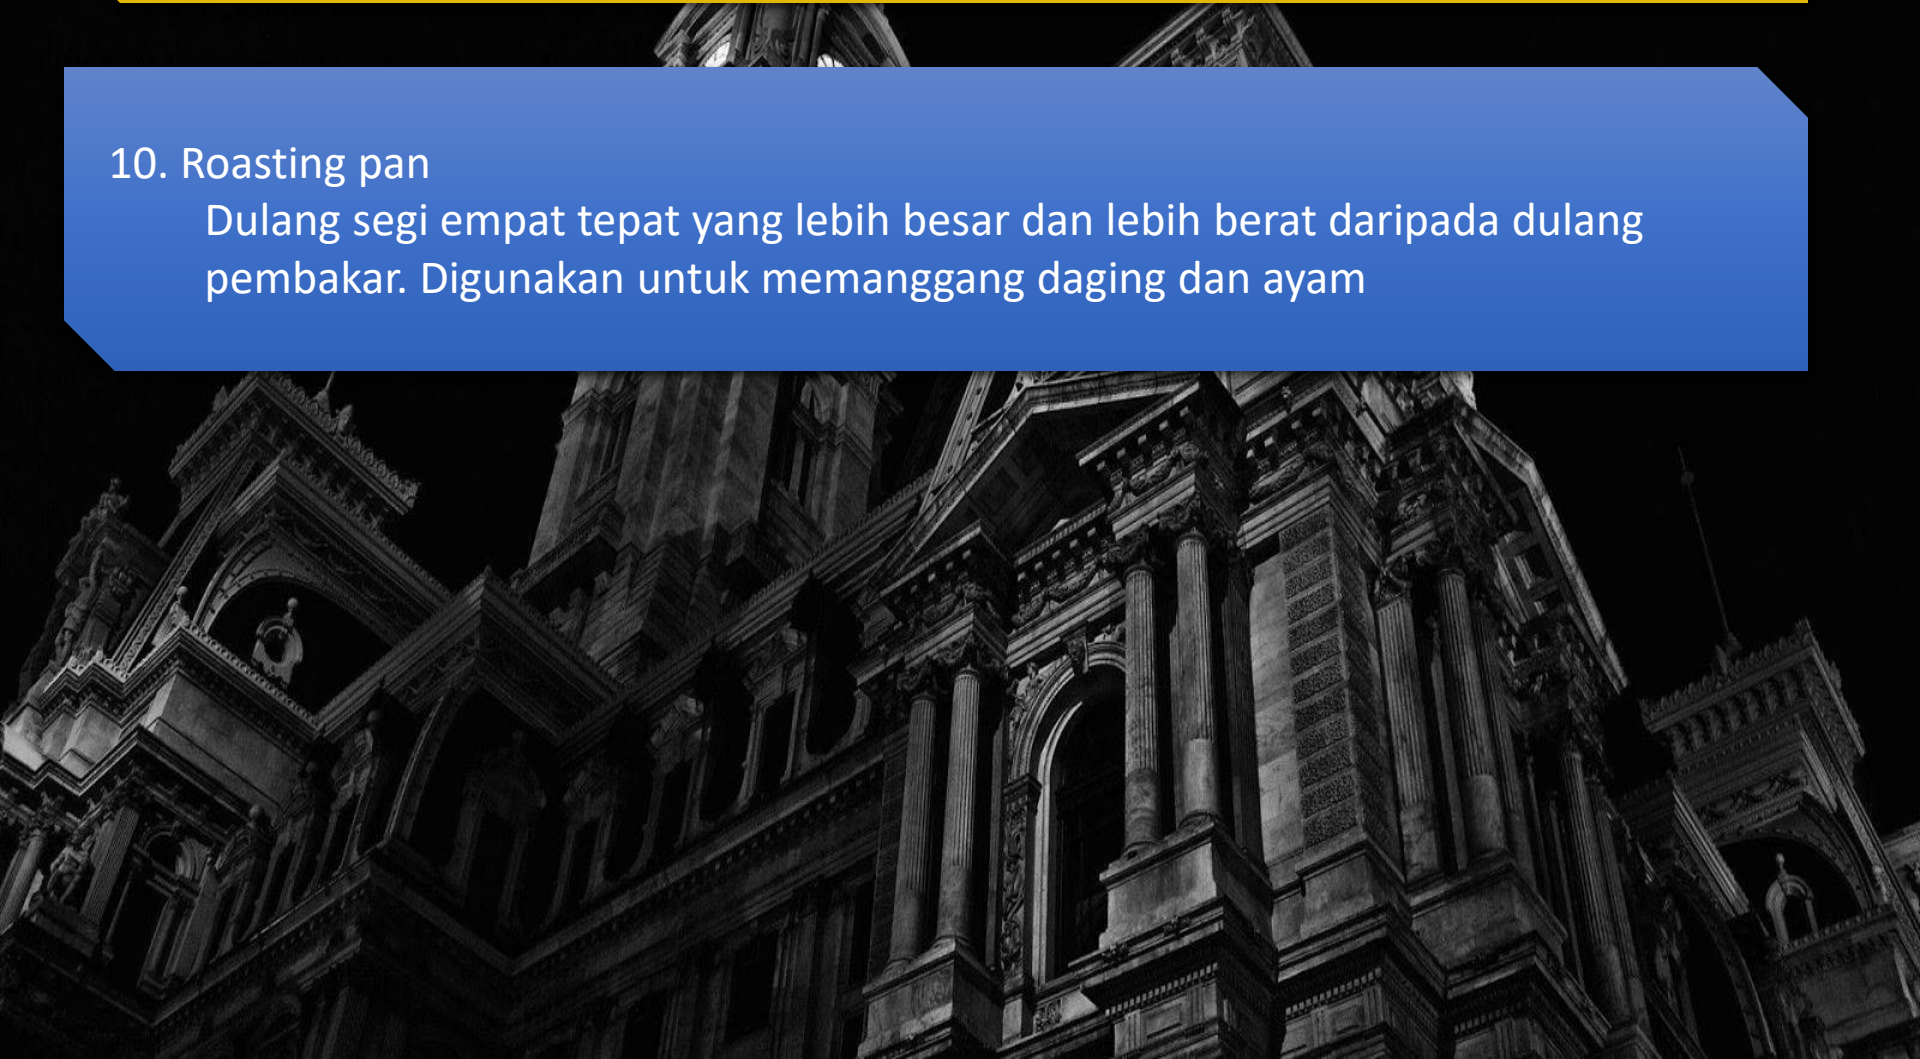 10. Roasting pan
Dulang segi empat tepat yang lebih besar dan lebih berat daripada dulang
pembakar. Digunakan untuk memanggang daging dan ayam